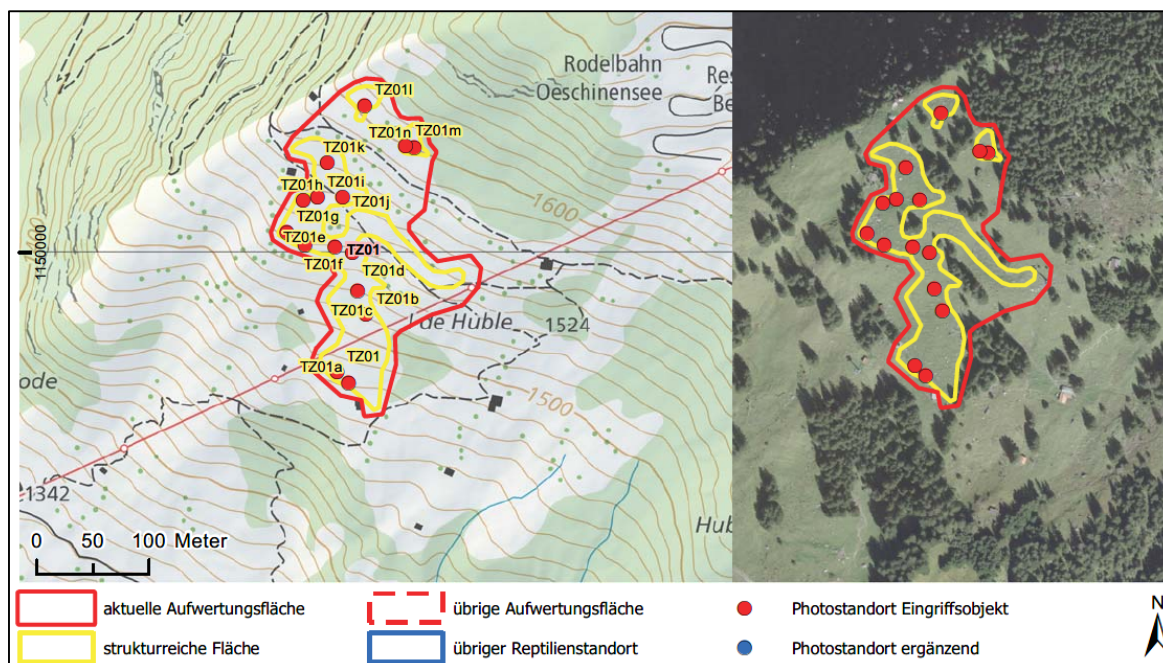 Rodelbahn
Oeschinensee
Res
Be
TZ01l
TZ01n
TZ01m
TZ01k
TZ01h
TZ01i
TZ01j
TZ01g
1600
TZ01e
1150000
TZ01
TZ01f
TZ01d
TZ01b
TZ01c
de Hüble
1524
TZ01
TZ01a
ode
1500
1342
Hub
0 50 100 Meter
aktuelle Aufwertungsfläche
übrige Aufwertungsfläche
Photostandort Eingriffsobjekt
N
strukturreiche Fläche
übriger Reptilienstandort
Photostandort ergänzend